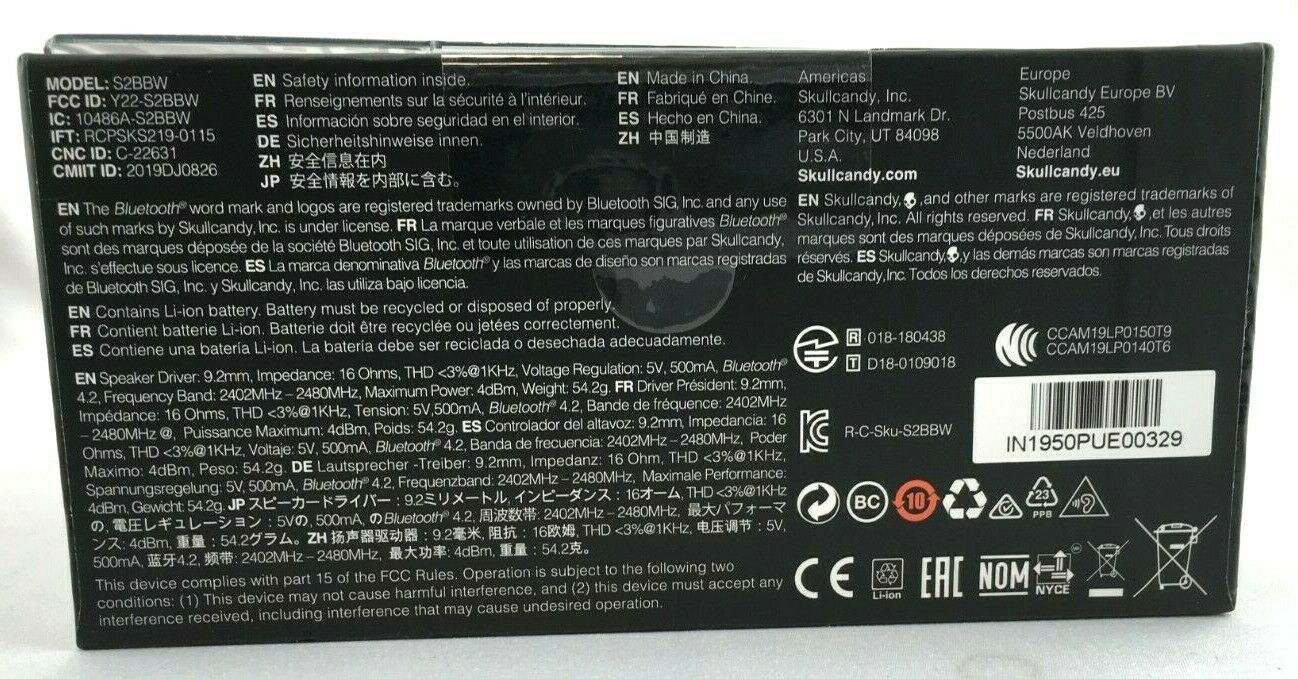 MODEL: S2BBW
FCC ID: Y22-S2BBW
IC: 10486A-S2BBW
IFT: RCPSKS219-0115
CNC ID: C-22631
CMIIT ID: 2019DJ0826
EN Safety information inside.
FR Renseignements sur la sécurité à l'intérieur.
ES Información sobre seguridad en el interior.
DE Sicherheitshinweise innen.
ZH 安全信息在内
JP 安全情報を内部に含む。
EN Made in China.
FR Fabriqué en Chine.
ES Hecho en China.
ZH 中国制造
Americas
Skullcandy, Inc.
6301 N Landmark Dr.
Park City, UT 84098
U.S.A.
Skullcandy.com
Europe
Skullcandy Europe BV
Postbus 425
5500AK Veldhoven
Nederland
Skullcandy.eu
EN The Bluetooth® word mark and logos are registered trademarks owned by Bluetooth SIG, Inc. and any use
of such marks by Skullcandy, Inc. is under license. FR La marque verbale et les marques figuratives Bluetooth®
sont des marques déposée de la société Bluetooth SIG, Inc. et toute utilisation de ces marques par Skullcandy,
Inc. s'effectue sous licence. ES La marca denominativa Bluetooth® y las marcas de diseño son marcas registradas
de Bluetooth SIG, Inc. y Skullcandy, Inc. las utiliza bajo licencia.
EN Skullcandy, ,and other marks are registered trademarks of
Skullcandy, Inc. All rights reserved. FR Skullcandy, ,et les autres
marques sont des marques déposées de Skullcandy, Inc. Tous droits
réservés. ES Skullcandy, ,y las demás marcas son marcas registradas
de Skullcandy, Inc. Todos los derechos reservados.
EN Contains Li-ion battery. Battery must be recycled or disposed of properly.
FR Contient batterie Li-ion. Batterie doit être recyclée ou jetées correctement.
ES Contiene una batería Li-ion. La batería debe ser reciclada o desechada adecuadamente.
EN Speaker Driver: 9.2mm, Impedance: 16 Ohms, THD <3%@1KHz, Voltage Regulation: 5V, 500mA, Bluetooth®
4.2, Frequency Band: 2402MHz – 2480MHz, Maximum Power: 4dBm, Weight: 54.2g. FR Driver Président: 9.2mm,
Impédance: 16 Ohms, THD <3%@1KHz, Tension: 5V,500mA, Bluetooth® 4.2, Bande de fréquence: 2402MHz
– 2480MHz @, Puissance Maximum: 4dBm, Poids: 54.2g. ES Controlador del altavoz: 9.2mm, Impedancia: 16
Ohms, THD <3%@1KHz, Voltaje: 5V, 500mA, Bluetooth® 4.2, Banda de frecuencia: 2402MHz – 2480MHz, Poder
Maximo: 4dBm, Peso: 54.2g. DE Lautsprecher -Treiber: 9.2mm, Impedanz: 16 Ohm, THD <3%@1KHz,
Spannungsregelung: 5V, 500mA, Bluetooth® 4.2, Frequenzband: 2402MHz – 2480MHz, Maximale Performance:
4dBm, Gewicht: 54.2g. JP スピーカードライバー：9.2ミリメートル, インピーダンス：16オーム THD <3%@1KHz
の, 電圧レギュレーション：5Vの, 500mA, のBluetooth® 4.2, 周波数帯: 2402MHz – 2480MHz, 最大パフォーマ
ンス: 4dBm, 重量：54.2グラム。 ZH 扬声器驱动器：9.2毫米, 阻抗：16欧姆, THD <3%@1KHz, 电压调节：5V,
500mA, 蓝牙4.2, 频带: 2402MHz – 2480MHz, 最大功率: 4dBm, 重量：54.2克.
This device complies with part 15 of the FCC Rules. Operation is subject to the following two
conditions: (1) This device may not cause harmful interference, and (2) this device must accept any
interference received, including interference that may cause undesired operation.
R 018-180438
T D18-0109018
CCAM19LP0150T9
CCAM19LP0140T6
R-C-Sku-S2BBW
IN1950PUE00329
BC
10
23
PPB
CE
Li-ion
EAC
NOM
NYCE